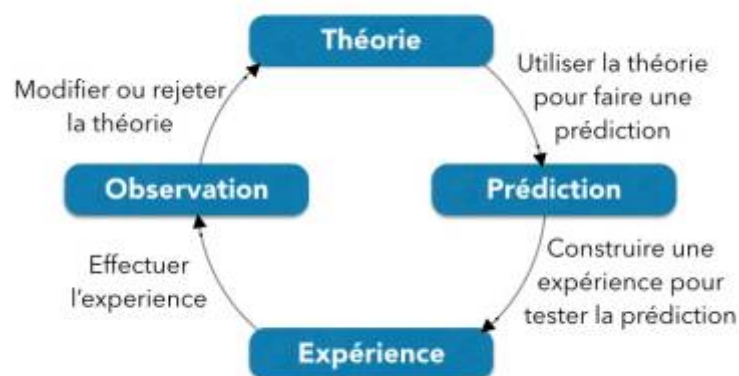 Théorie
Utiliser la théorie
pour faire une
prédiction
Prédiction
Construire une
expérience pour
tester la prédiction
Expérience
Effectuer
l'experience
Observation
Modifier ou rejeter
la théorie